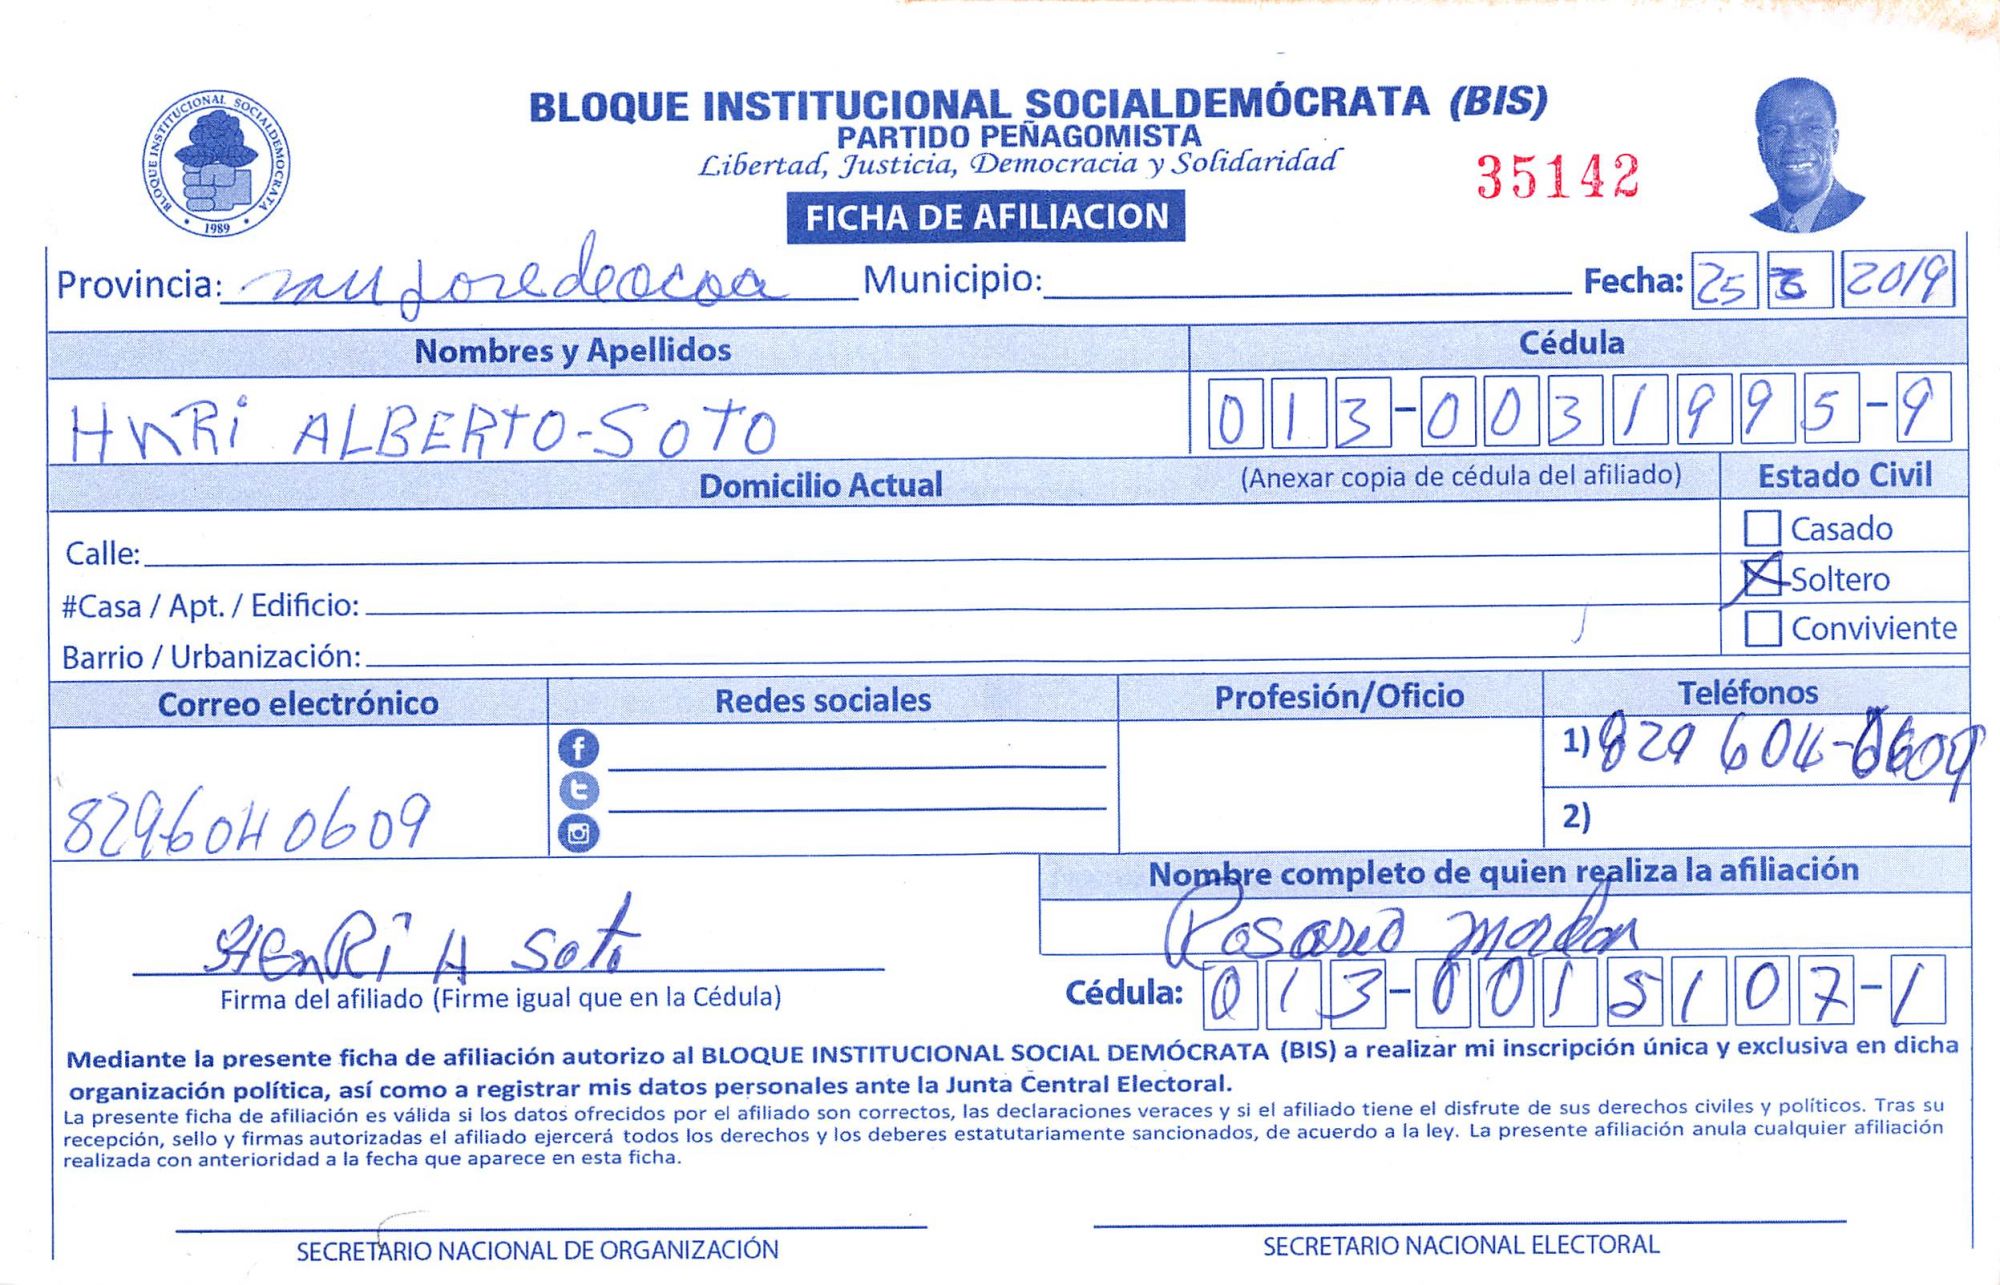 BLOQUE INSTITUCIONAL SOCIALDEMOCRATA
1989
BLOQUE INSTITUCIONAL SOCIALDEMÓCRATA (BIS)
PARTIDO PEÑAGOMISTA
Libertad, Justicia, Democracia y Solidaridad
35142
FICHA DE AFILIACION
Provincia: san jose de ocoa Municipio: Fecha: 25 2019
Nombres y Apellidos Cédula
HNRi ALBERTO-SOTO 013-0031995-9
Domicilio Actual (Anexar copia de cédula del afiliado) Estado Civil
Calle: Casado
#Casa / Apt. / Edificio: Soltero
Barrio / Urbanización: Conviviente
Correo electrónico Redes sociales Profesión/Oficio Teléfonos
1) 829 604-0609
8296040609 2)
Nombre completo de quien realiza la afiliación
HEnRi A Soto Rosario mordan
Firma del afiliado (Firme igual que en la Cédula) Cédula: 013-0015107-1
Mediante la presente ficha de afiliación autorizo al BLOQUE INSTITUCIONAL SOCIAL DEMÓCRATA (BIS) a realizar mi inscripción única y exclusiva en dicha
organización política, así como a registrar mis datos personales ante la Junta Central Electoral.
La presente ficha de afiliación es válida si los datos ofrecidos por el afiliado son correctos, las declaraciones veraces y si el afiliado tiene el disfrute de sus derechos civiles y políticos. Tras su
recepción, sello y firmas autorizadas el afiliado ejercerá todos los derechos y los deberes estatutariamente sancionados, de acuerdo a la ley. La presente afiliación anula cualquier afiliación
realizada con anterioridad a la fecha que aparece en esta ficha.
SECRETARIO NACIONAL DE ORGANIZACIÓN SECRETARIO NACIONAL ELECTORAL